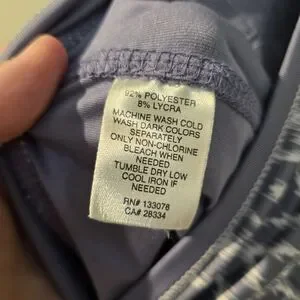 92% POLYESTER
8% LYCRA
MACHINE WASH COLD
WASH DARK COLORS
SEPARATELY
ONLY NON-CHLORINE
BLEACH WHEN
NEEDED
TUMBLE DRY LOW
COOL IRON IF
NEEDED
RN# 133078
CA# 28334